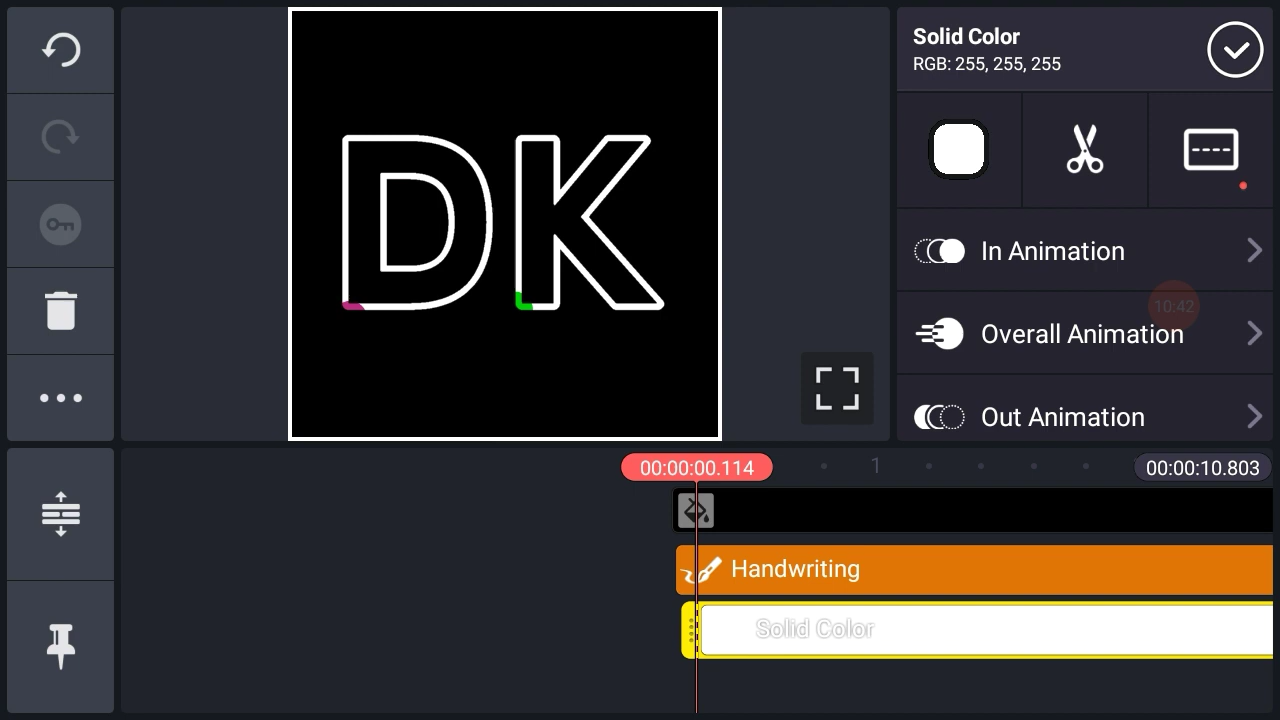 Solid Color
RGB: 255, 255, 255
DK
In Animation
10:42
Overall Animation
Out Animation
00:00:00.114
1
00:00:10.803
Handwriting
Solid Color